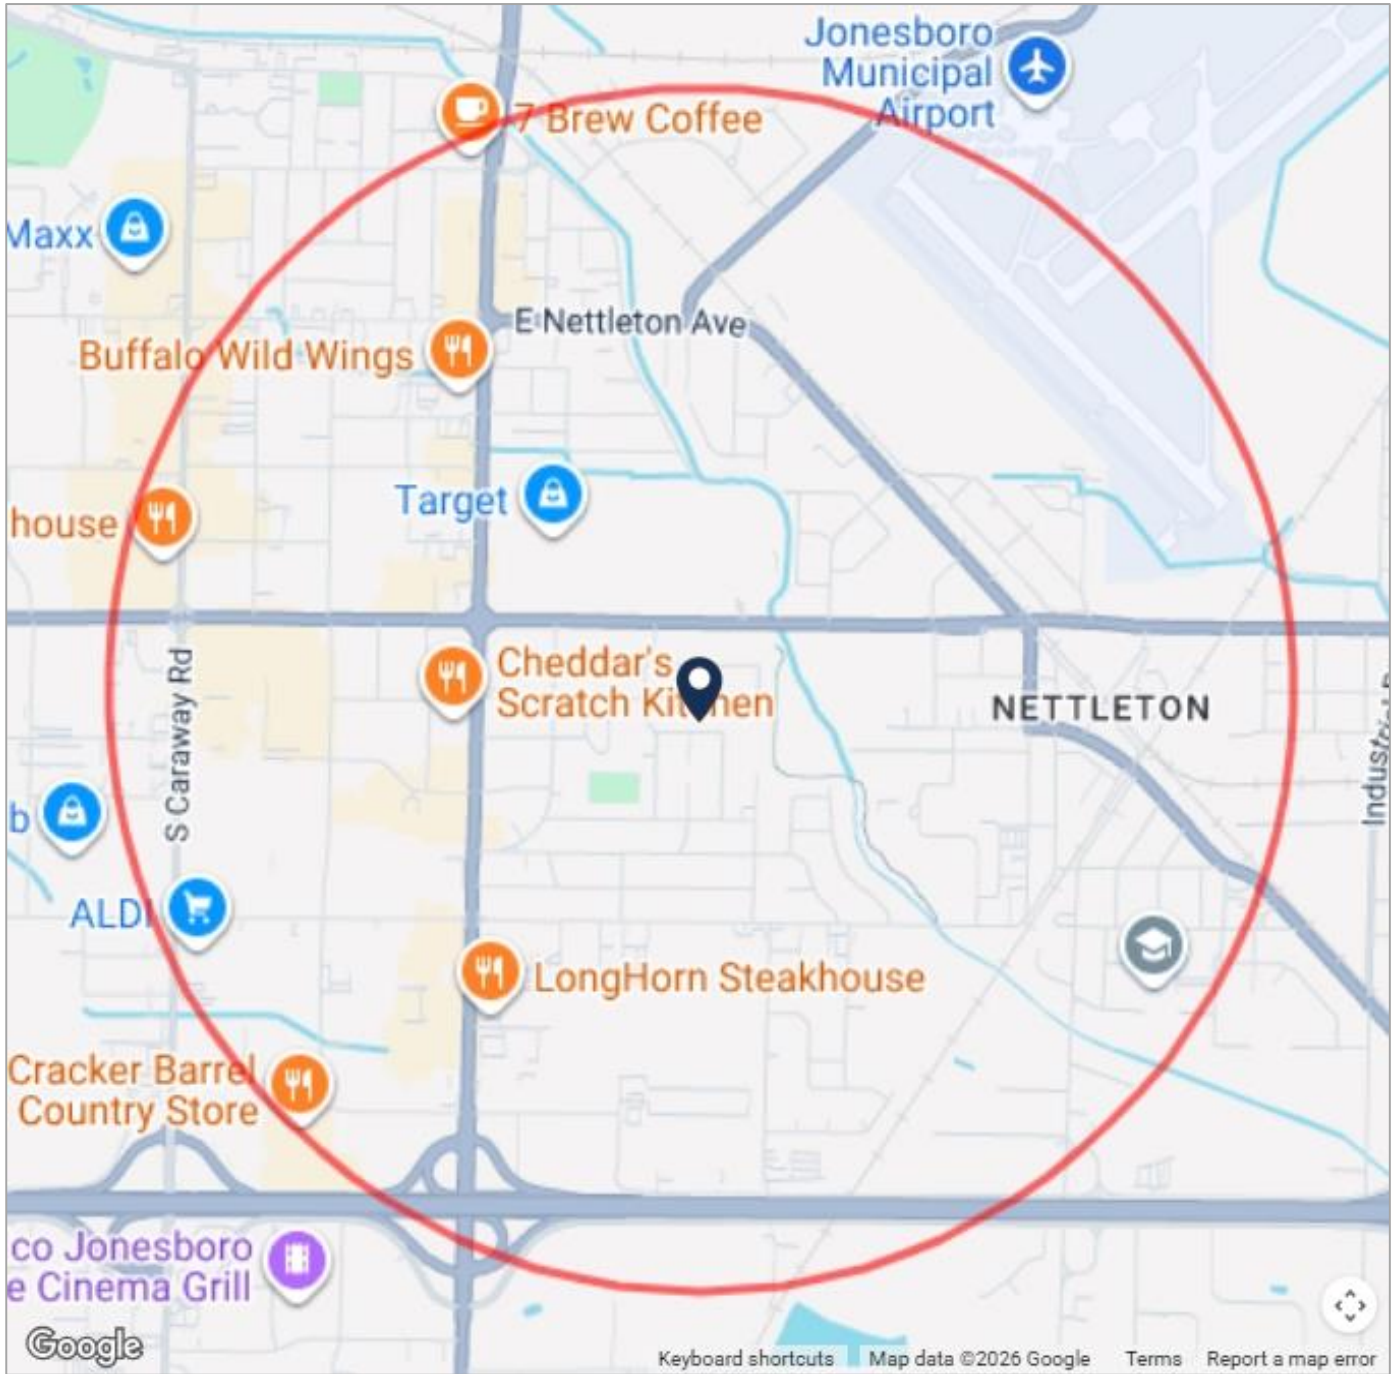 Jonesboro
Municipal
Airport
7 Brew Coffee
Maxx
E Nettleton Ave
Buffalo Wild Wings
Target
house
S Caraway Rd
Cheddar's
Scratch Kitchen
NETTLETON
b
ALDI
LongHorn Steakhouse
Cracker Barrel
Country Store
co Jonesboro
e Cinema Grill
Google
Keyboard shortcuts
Map data ©2026 Google
Terms
Report a map error